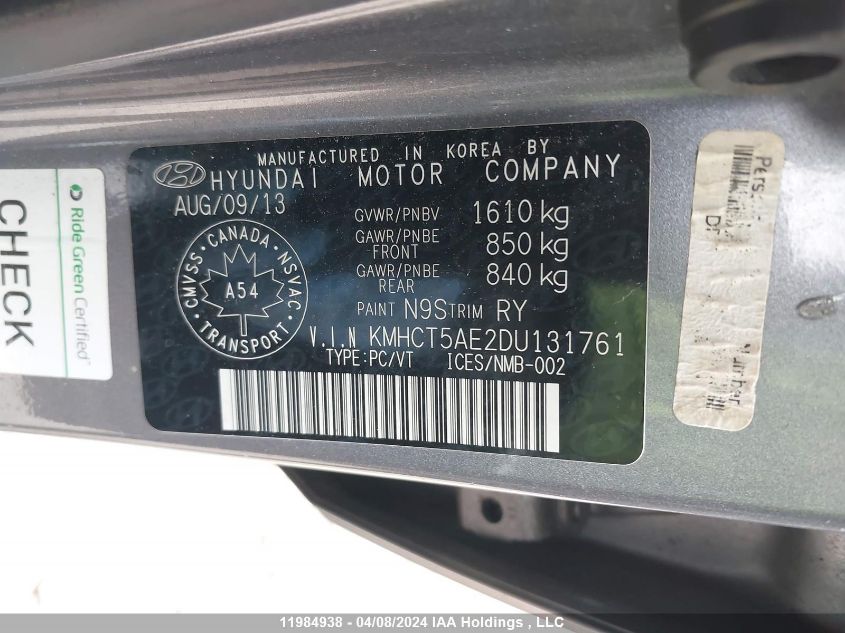 MANUFACTURED IN KOREA BY
HYUNDAI MOTOR COMPANY
AUG/09/13
GVWR/PNBV 1610 kg
GAWR/PNBE FRONT 850 kg
GAWR/PNBE REAR 840 kg
CANADA
CMVSS NSVAC
A54
TRANSPORT
PAINT N9S TRIM RY
V.I.N KMHCT5AE2DU131761
TYPE:PC/VT ICES/NMB-002
CHECK
Ride Green Certified
11984938 - 04/08/2024 IAA Holdings , LLC